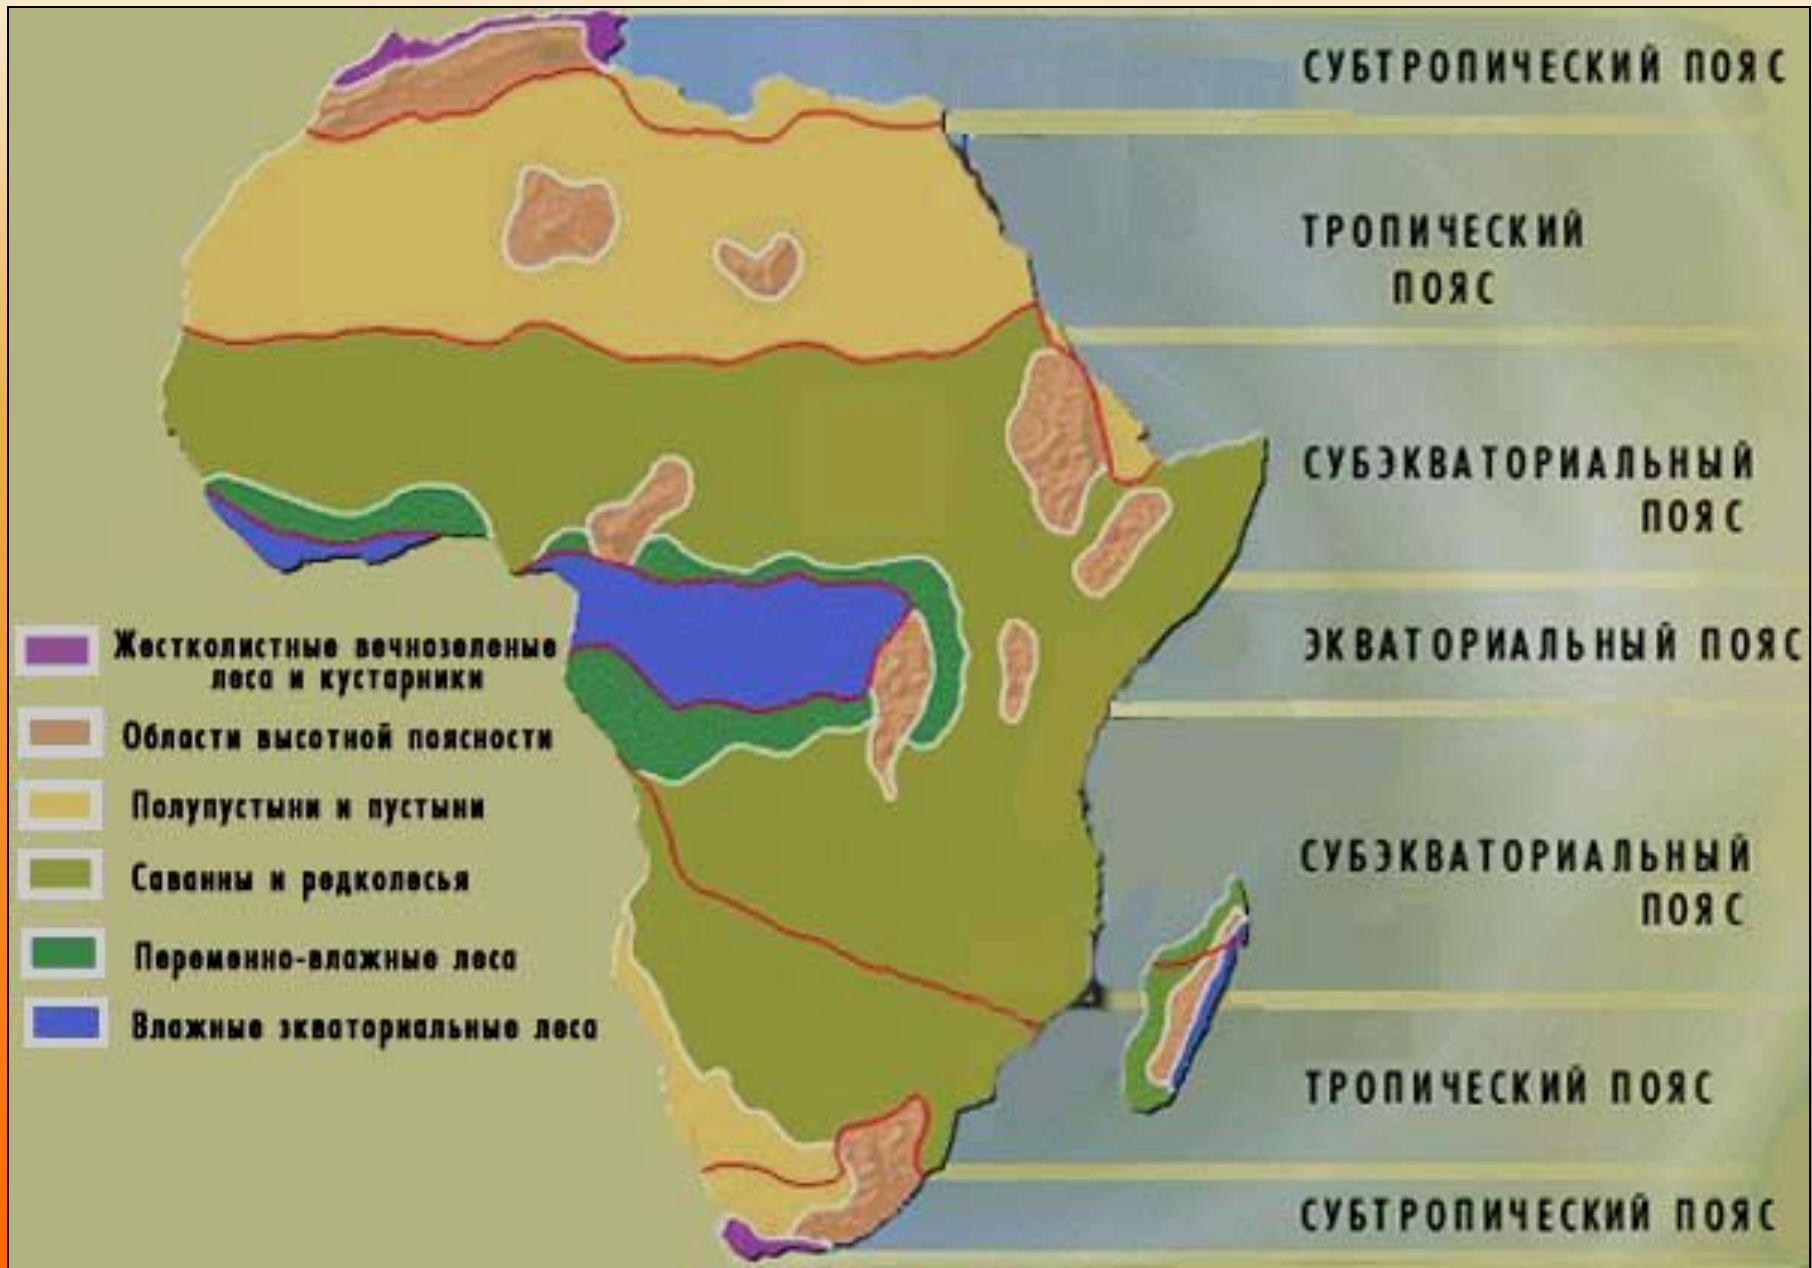 СУБТРОПИЧЕСКИЙ ПОЯС
ТРОПИЧЕСКИЙ
ПОЯС
СУБЭКВАТОРИАЛЬНЫЙ
ПОЯС
ЭКВАТОРИАЛЬНЫЙ ПОЯС
СУБЭКВАТОРИАЛЬНЫЙ
ПОЯС
ТРОПИЧЕСКИЙ ПОЯС
СУБТРОПИЧЕСКИЙ ПОЯС
Жестколистные вечнозеленые
леса и кустарники
Области высотной поясности
Полупустыни и пустыни
Саванны и редколесья
Переменно-влажные леса
Влажные экваториальные леса